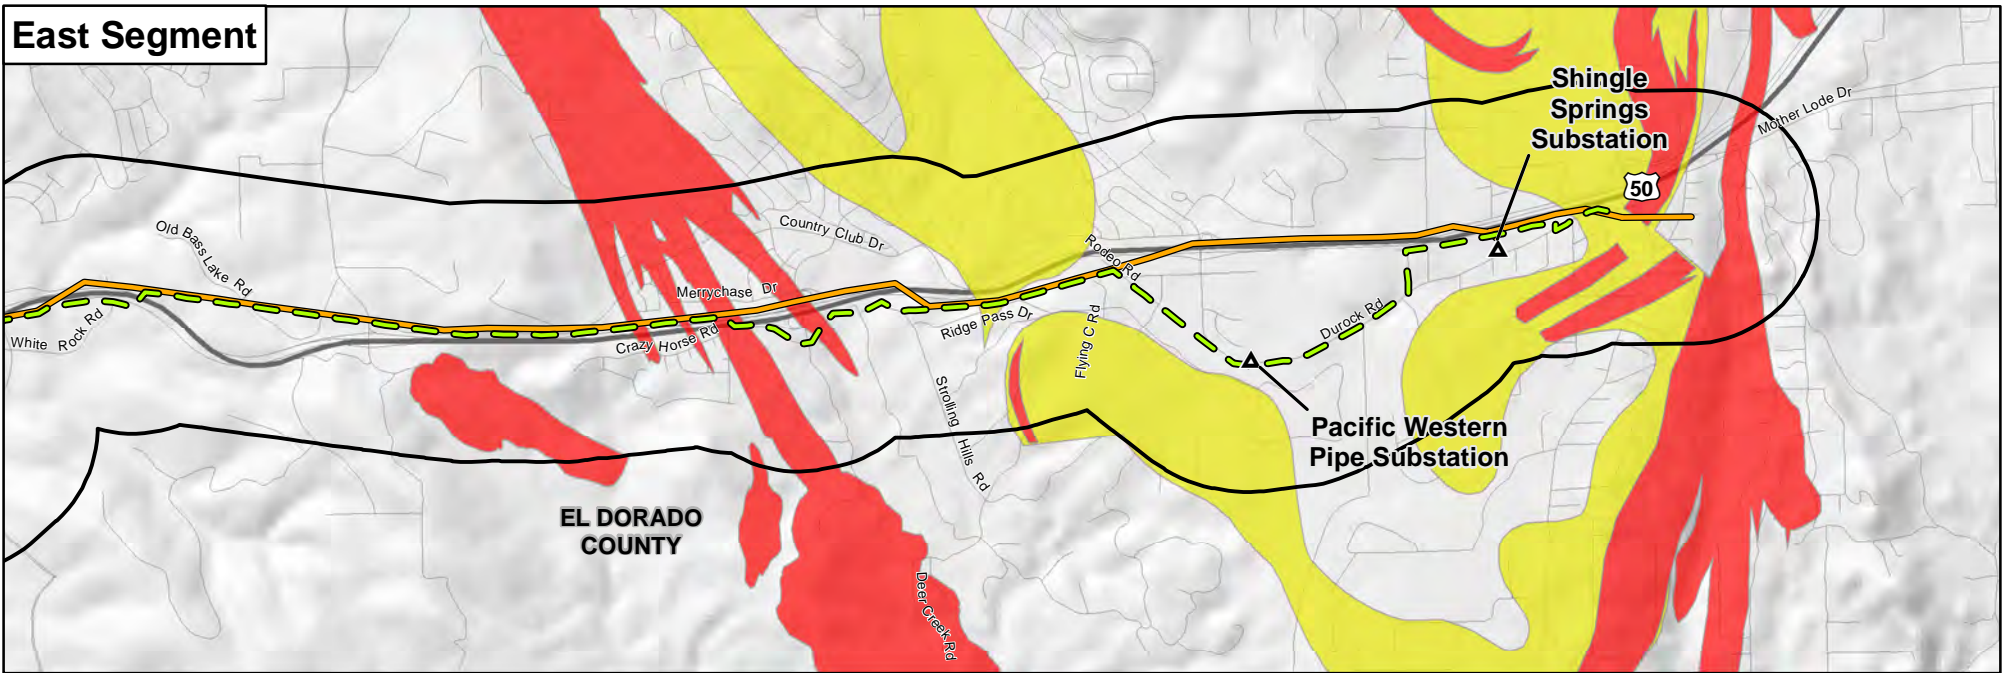 East Segment
Shingle
Springs
Substation
Mother Lode Dr
50
Old Bass Lake Rd
Country Club Dr
Rodeo Rd
Merrychase Dr
White Rock Rd
Crazy Horse Rd
Ridge Pass Dr
Flying C Rd
Durock Rd
Strolling Hills Rd
Pacific Western
Pipe Substation
EL DORADO
COUNTY
Deer Creek Rd